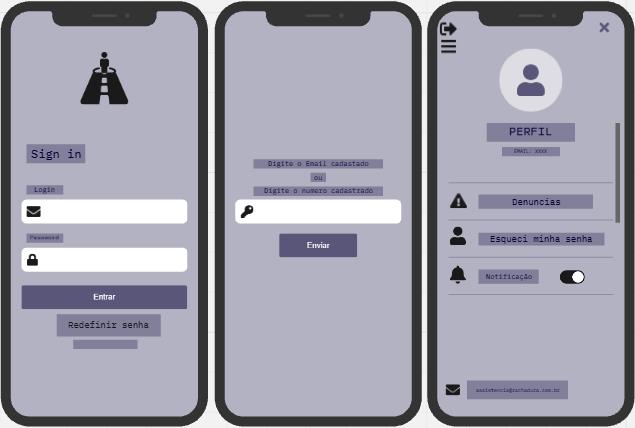 Sign in
Login
Password
Entrar
Redefinir senha
Digite o Email cadastado
ou
Digite o numero cadastrado
Enviar
PERFIL
EMAIL: XXXX
Denuncias
Esqueci minha senha
Notificação